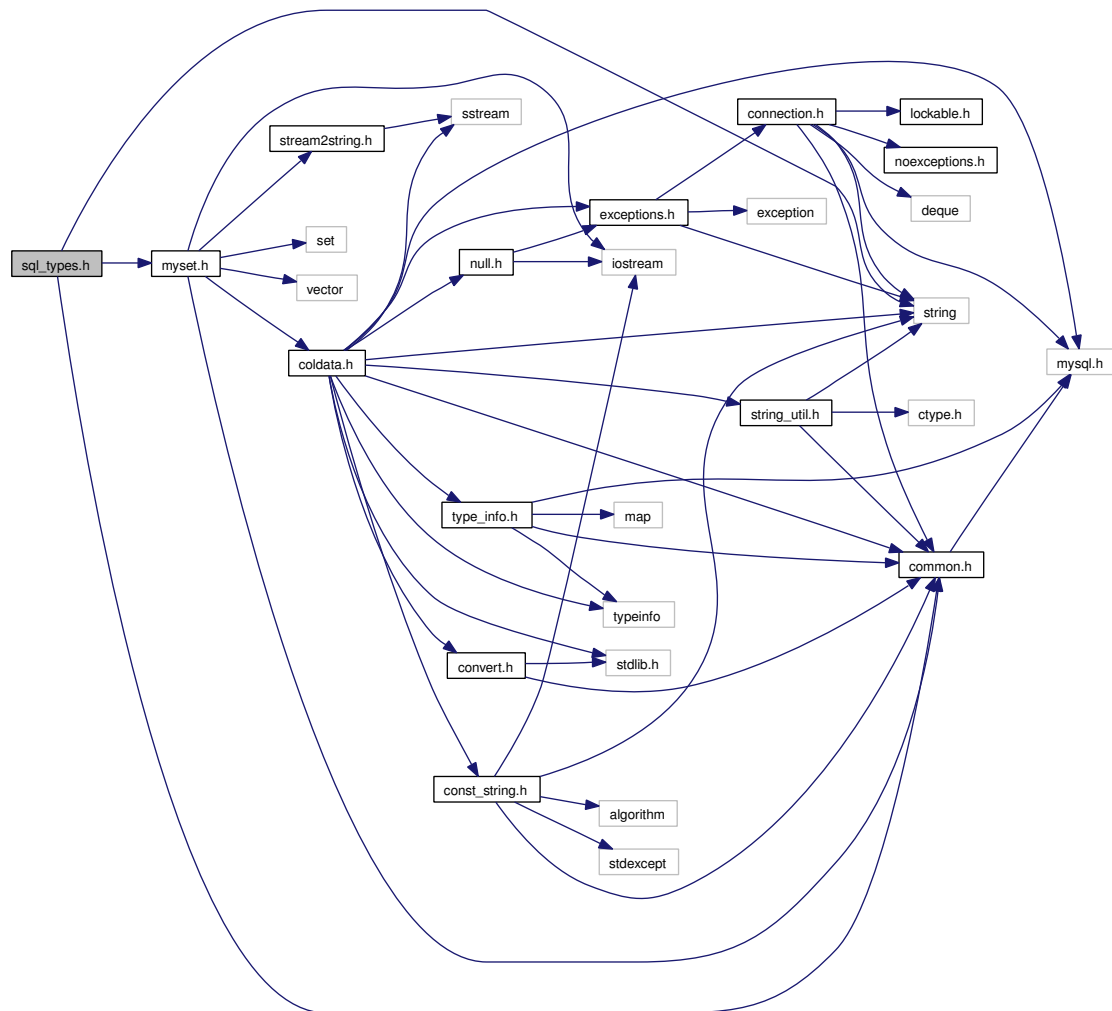 sql_types.h
myset.h
stream2string.h
set
vector
coldata.h
sstream
null.h
type_info.h
convert.h
const_string.h
exceptions.h
iostream
map
typeinfo
stdlib.h
algorithm
stdexcept
connection.h
exception
string_util.h
lockable.h
noexceptions.h
deque
string
ctype.h
common.h
mysql.h